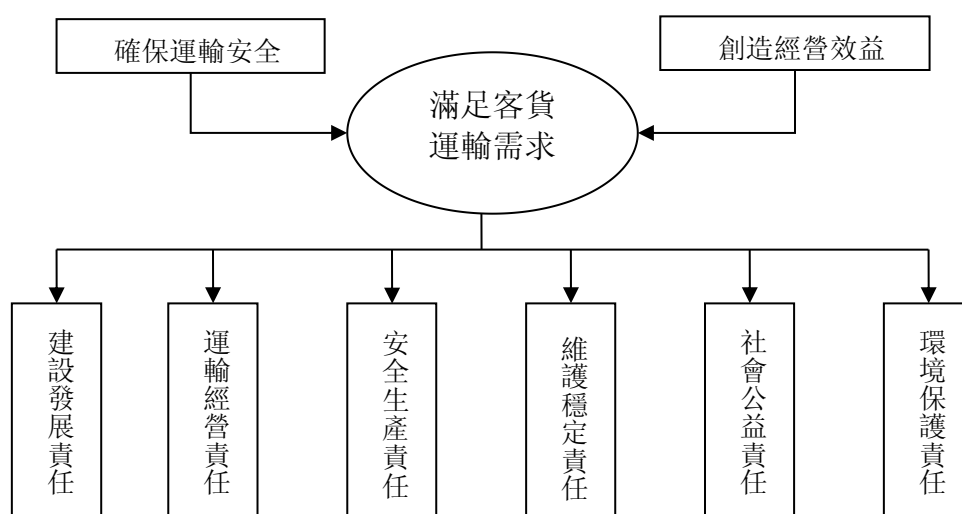 確保運輸安全
創造經營效益
滿足客貨
運輸需求
建設發展責任
運輸經營責任
安全生產責任
維護穩定責任
社會公益責任
環境保護責任